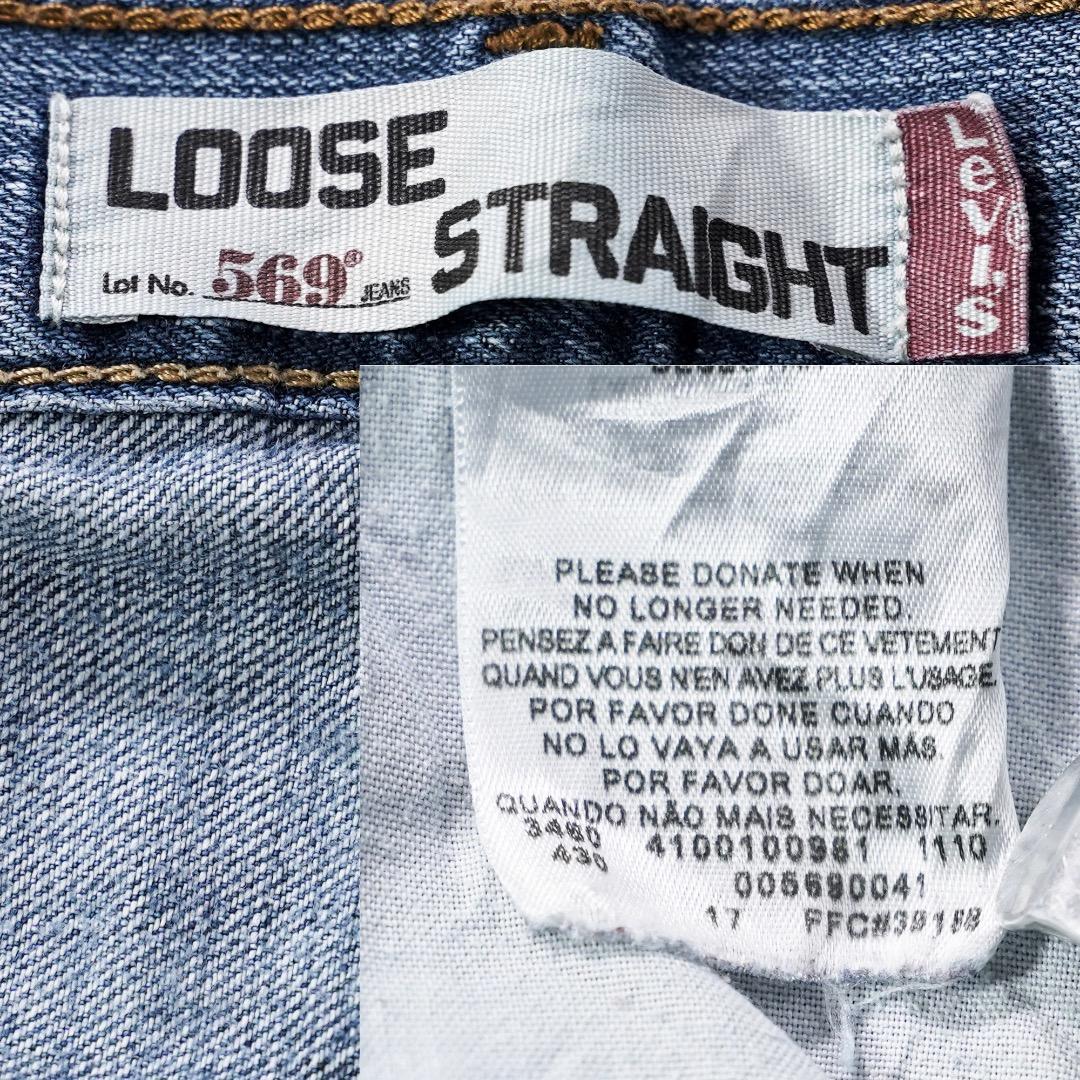 LOOSE
STRAIGHT
Lot No. 569® JEANS
LeVI'S
PLEASE DONATE WHEN
NO LONGER NEEDED.
PENSEZ A FAIRE DON DE CE VETEMENT
QUAND VOUS N'EN AVEZ PLUS L'USAGE.
POR FAVOR DONE CUANDO
NO LO VAYA A USAR MÁS.
POR FAVOR DOAR,
QUANDO NÃO MAIS NECESSITAR.
3460 4100100981 1110
430 005690041
17